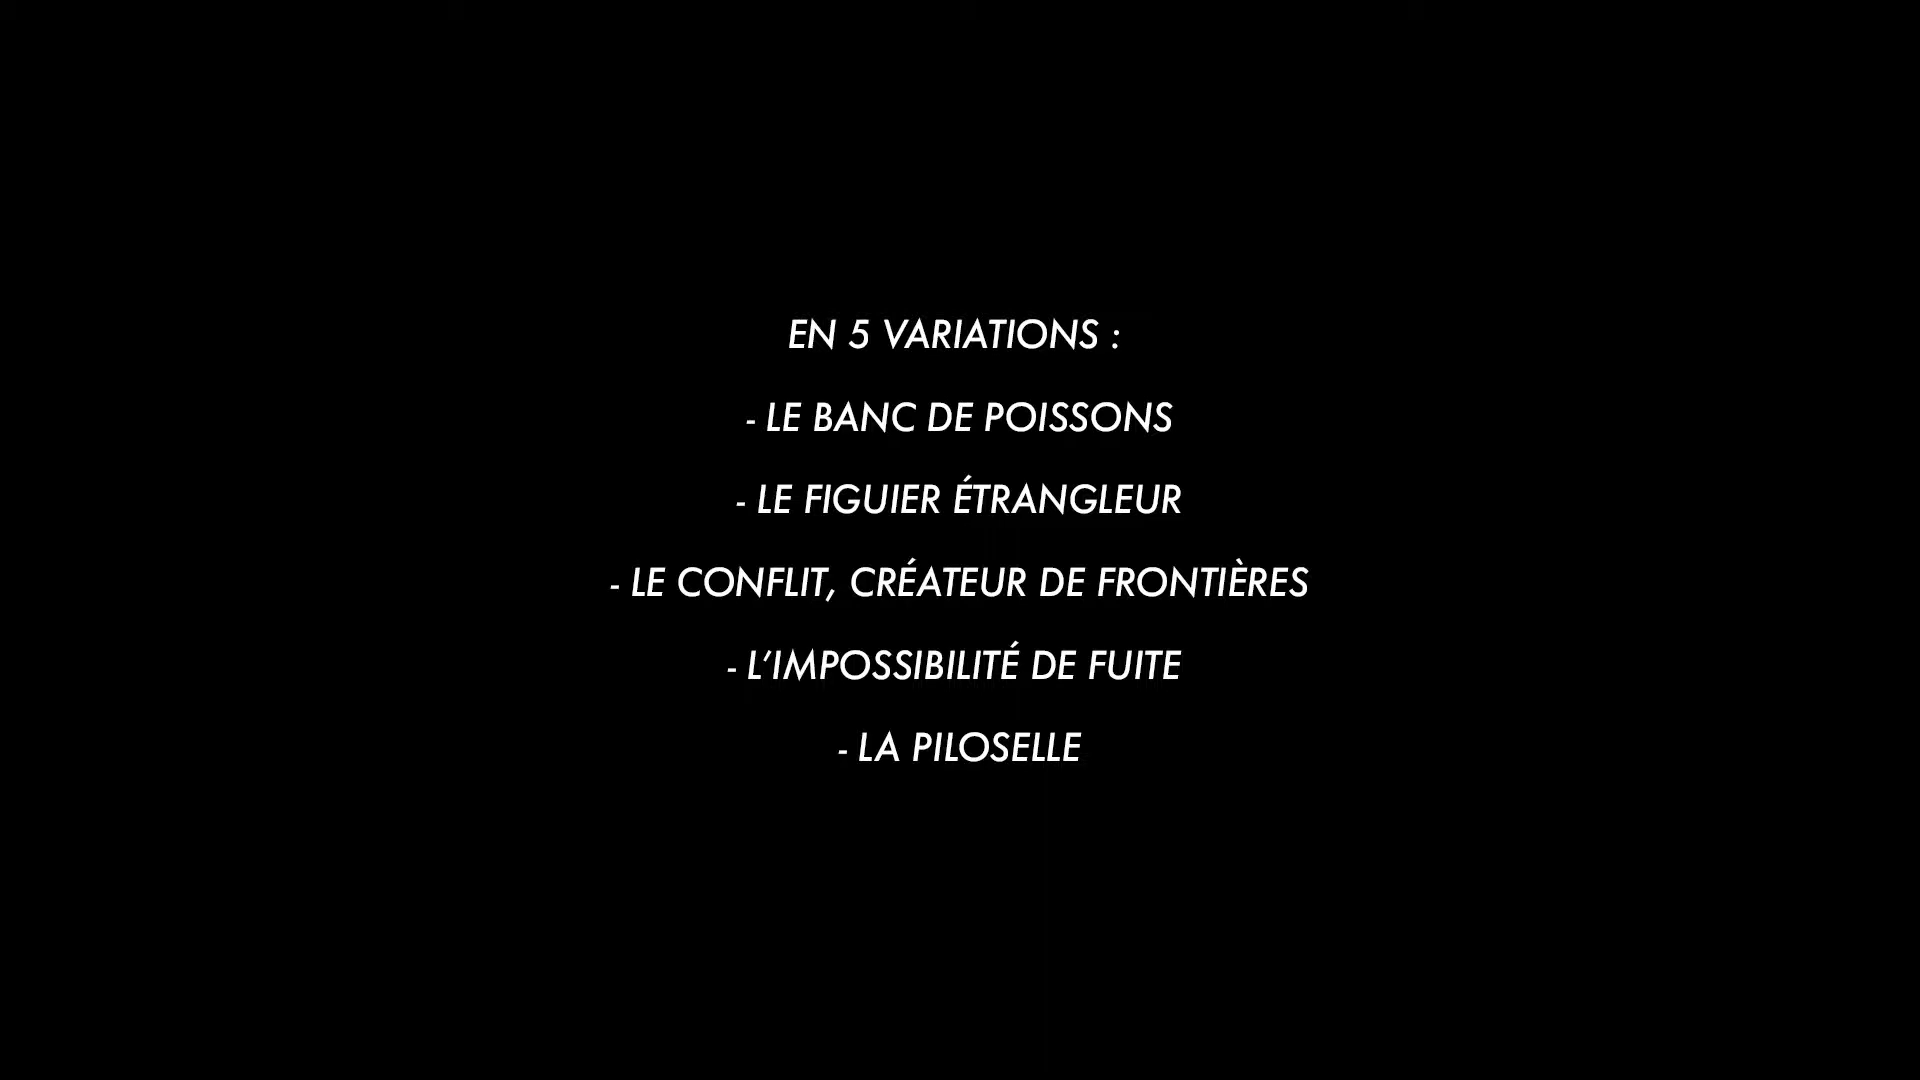 EN 5 VARIATIONS :
- LE BANC DE POISSONS
- LE FIGUIER ÉTRANGLEUR
- LE CONFLIT, CRÉATEUR DE FRONTIÈRES
- L’IMPOSSIBILITÉ DE FUITE
- LA PILOSELLE